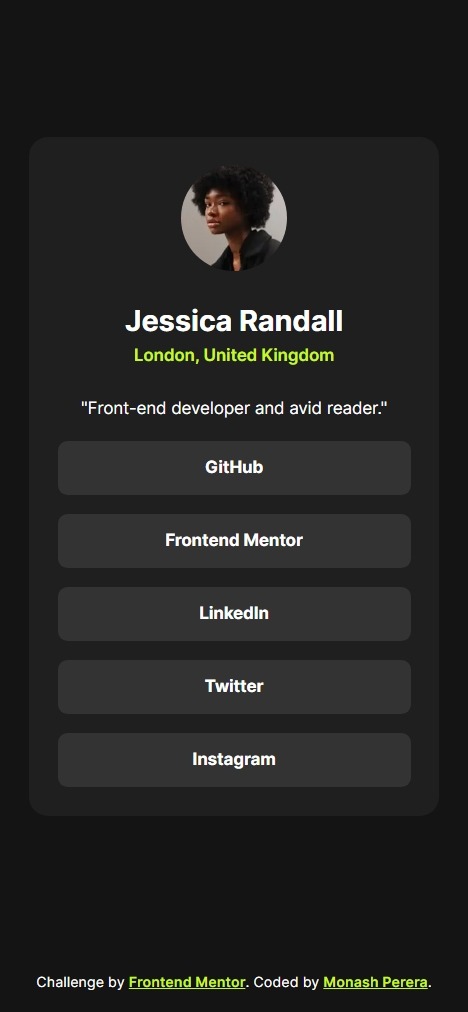 Jessica Randall
London, United Kingdom
"Front-end developer and avid reader."
GitHub
Frontend Mentor
LinkedIn
Twitter
Instagram
Challenge by Frontend Mentor. Coded by Monash Perera.